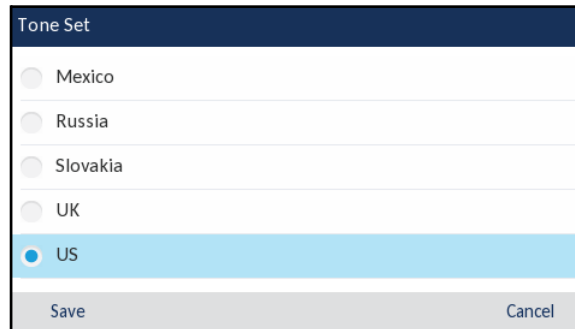 Tone Set
Mexico
Russia
Slovakia
UK
US
Save Cancel